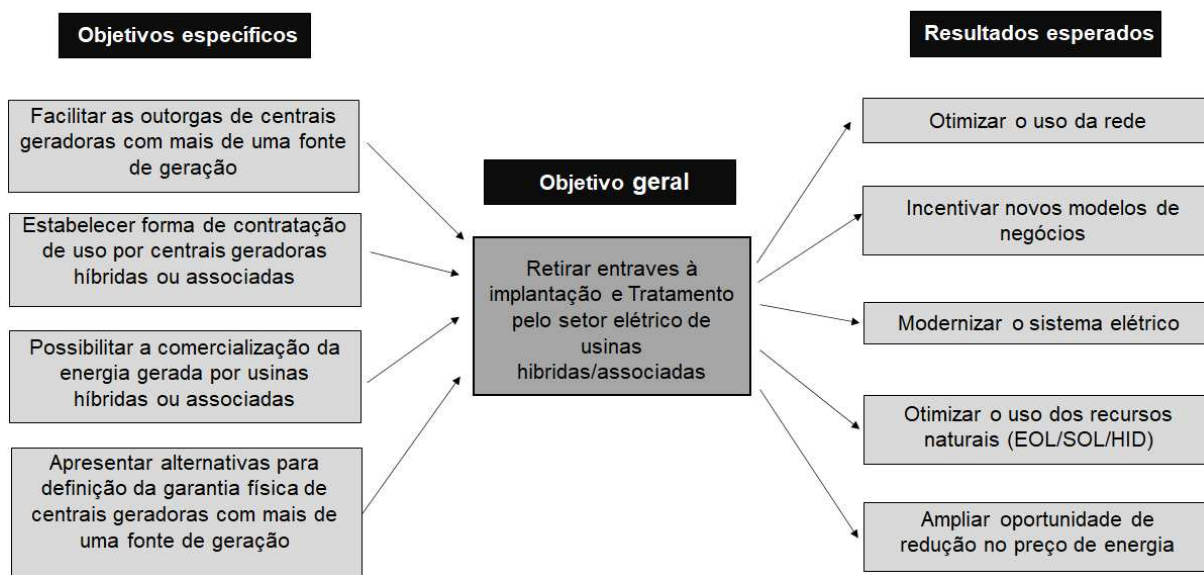 Objetivos específicos
Facilitar as outorgas de centrais
geradoras com mais de uma fonte
de geração
Estabelecer forma de contratação
de uso por centrais geradoras
híbridas ou associadas
Possibilitar a comercialização da
energia gerada por usinas
híbridas ou associadas
Apresentar alternativas para
definição da garantia física de
centrais geradoras com mais de
uma fonte de geração
Objetivo geral
Retirar entraves à
implantação e Tratamento
pelo setor elétrico de
usinas
hibridas/associadas
Resultados esperados
Otimizar o uso da rede
Incentivar novos modelos de
negócios
Modernizar o sistema elétrico
Otimizar o uso dos recursos
naturais (EOL/SOL/HID)
Ampliar oportunidade de
redução no preço de energia